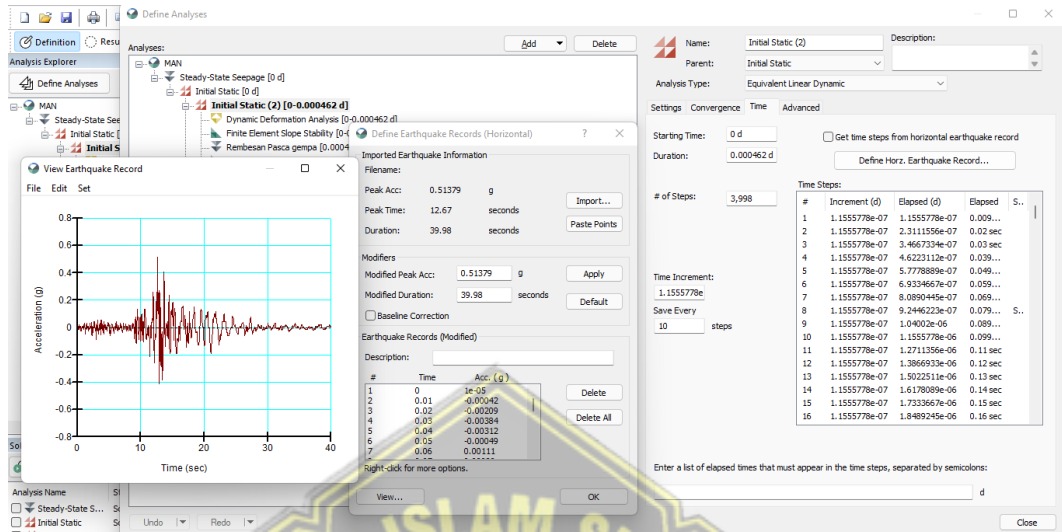 Define Analyses
Definition
Resu
Analysis Explorer
Define Analyses
MAN
Steady-State See
Initial Static [
Initial S
Analyses:
Add
Delete
MAN
Steady-State Seepage [0 d]
Initial Static [0 d]
Initial Static (2) [0-0.000462 d]
Dynamic Deformation Analysis [0-0.000462 d]
Finite Element Slope Stability [0-
Rembesan Pasca gempa [0.0004
View Earthquake Record
File Edit Set
0.8
0.6
0.4
0.2
0
-0.2
-0.4
-0.6
-0.8
Acceleration (g)
0 10 20 30 40
Time (sec)
Define Earthquake Records (Horizontal)
Imported Earthquake Information
Filename:
Peak Acc: 0.51379 g
Peak Time: 12.67 seconds
Duration: 39.98 seconds
Import...
Paste Points
Modifiers
Modified Peak Acc: 0.51379 g
Apply
Modified Duration: 39.98 seconds
Default
Baseline Correction
Earthquake Records (Modified)
Description:
# Time Acc. ( g )
1 0 1e-05
2 0.01 -0.00042
3 0.02 -0.00209
4 0.03 -0.00384
5 0.04 -0.00312
6 0.05 -0.00049
7 0.06 0.00111
Delete
Delete All
Right-click for more options.
View...
OK
Name: Initial Static (2)
Description:
Parent: Initial Static
Analysis Type: Equivalent Linear Dynamic
Settings Convergence Time Advanced
Starting Time: 0 d
Get time steps from horizontal earthquake record
Duration: 0.000462 d
Define Horz. Earthquake Record...
# of Steps: 3,998
Time Increment:
1.1555778e
Save Every
10 steps
Time Steps:
# Increment (d) Elapsed (d) Elapsed S..
1 1.1555778e-07 1.1555778e-07 0.009...
2 1.1555778e-07 2.3111556e-07 0.02 sec
3 1.1555778e-07 3.4667334e-07 0.03 sec
4 1.1555778e-07 4.6223112e-07 0.039...
5 1.1555778e-07 5.7778889e-07 0.049...
6 1.1555778e-07 6.9334667e-07 0.059...
7 1.1555778e-07 8.0890445e-07 0.069...
8 1.1555778e-07 9.2446223e-07 0.079... S..
9 1.1555778e-07 1.04002e-06 0.089...
10 1.1555778e-07 1.1555778e-06 0.099...
11 1.1555778e-07 1.2711356e-06 0.11 sec
12 1.1555778e-07 1.3866933e-06 0.12 sec
13 1.1555778e-07 1.5022511e-06 0.13 sec
14 1.1555778e-07 1.6178089e-06 0.14 sec
15 1.1555778e-07 1.7333667e-06 0.15 sec
16 1.1555778e-07 1.8489245e-06 0.16 sec
Enter a list of elapsed times that must appear in the time steps, separated by semicolons:
d
Sol
Analysis Name
Steady-State S...
Initial Static
Undo
Redo
Close
ISLAM